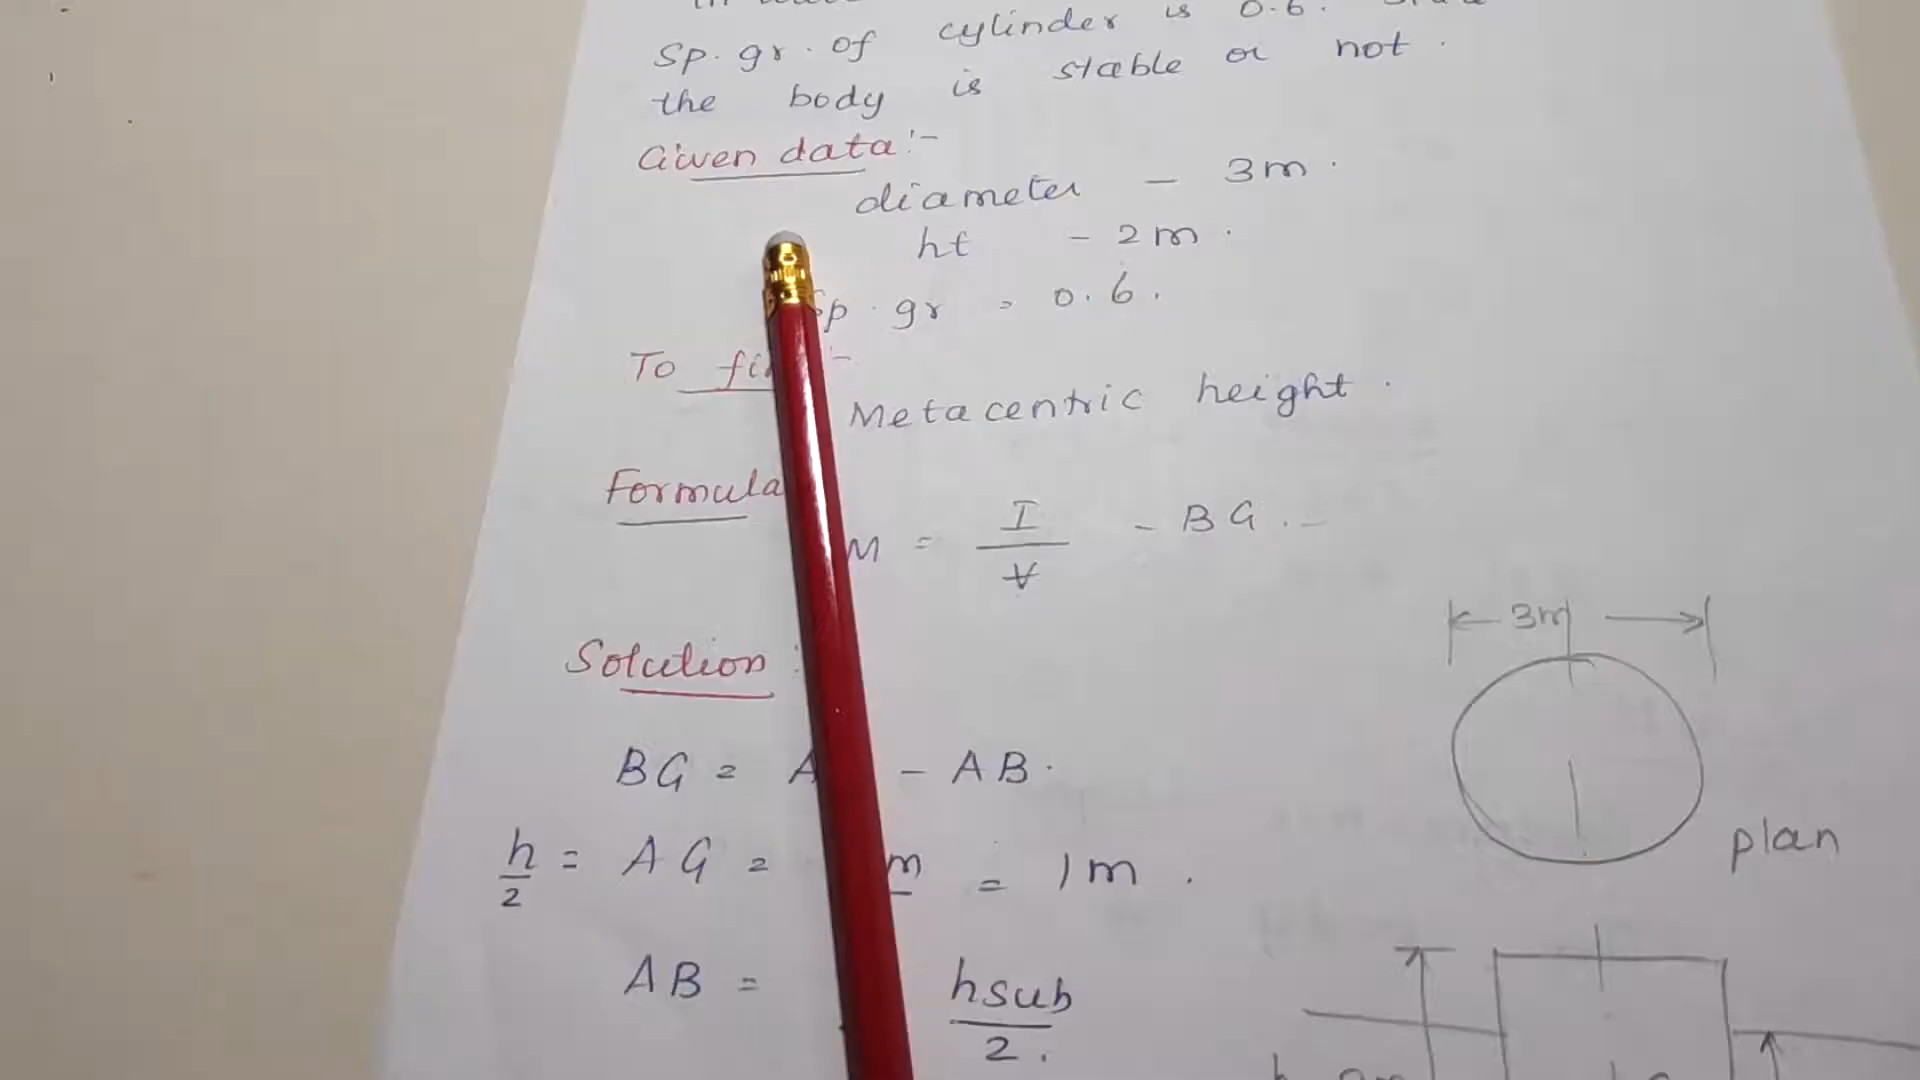 Sp. gr. of cylinder is 0.6.
the body is stable or not.
Given data:-
diameter - 3m.
ht - 2m.
Sp. gr = 0.6.
To
Metacentric height.
Formula
M = I/V - BG.
Solution:
BG = - AB.
h/2 = AG = m = 1m.
AB = hsub/2.
3m
plan